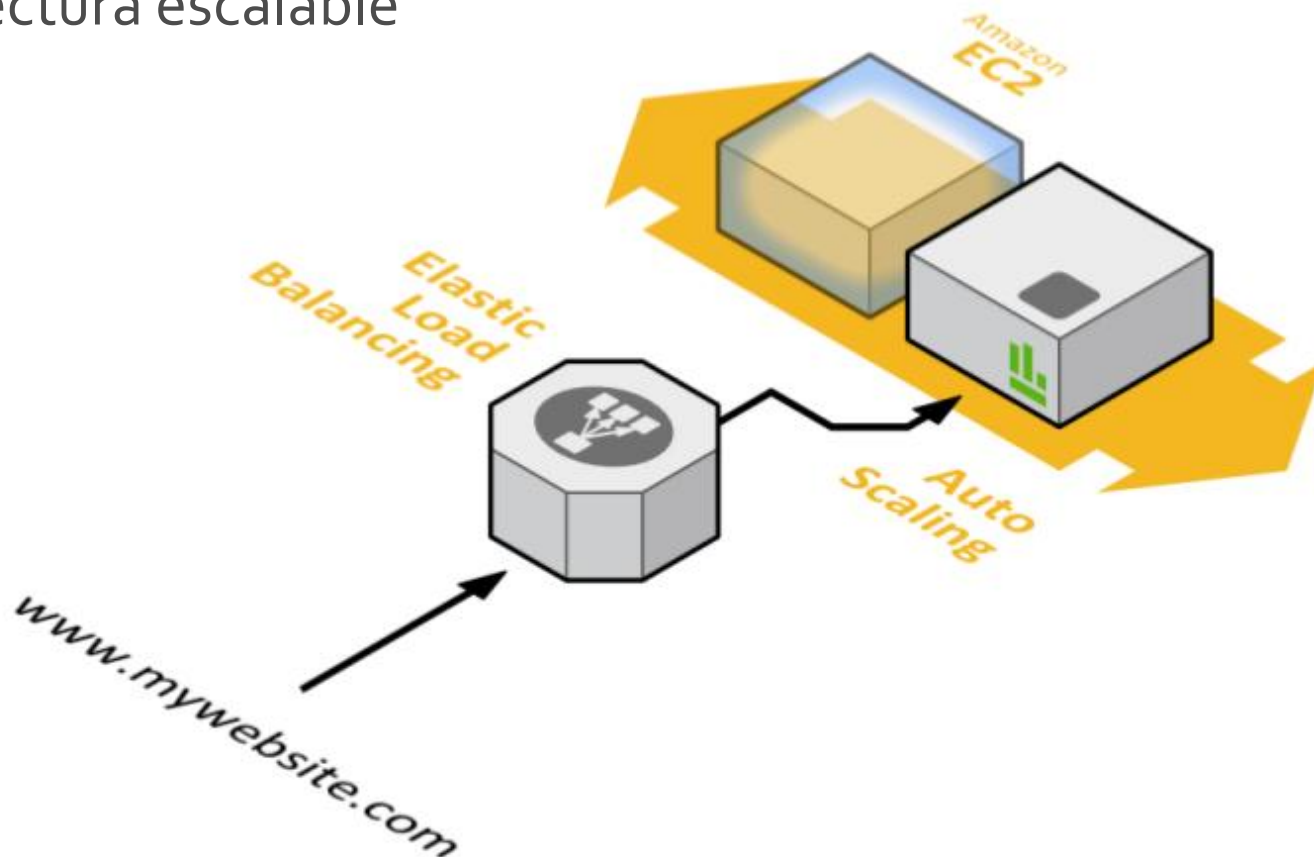 ectura escalable
Amazon
EC2
Elastic
Load
Balancing
Auto
Scaling
www.mywebsite.com